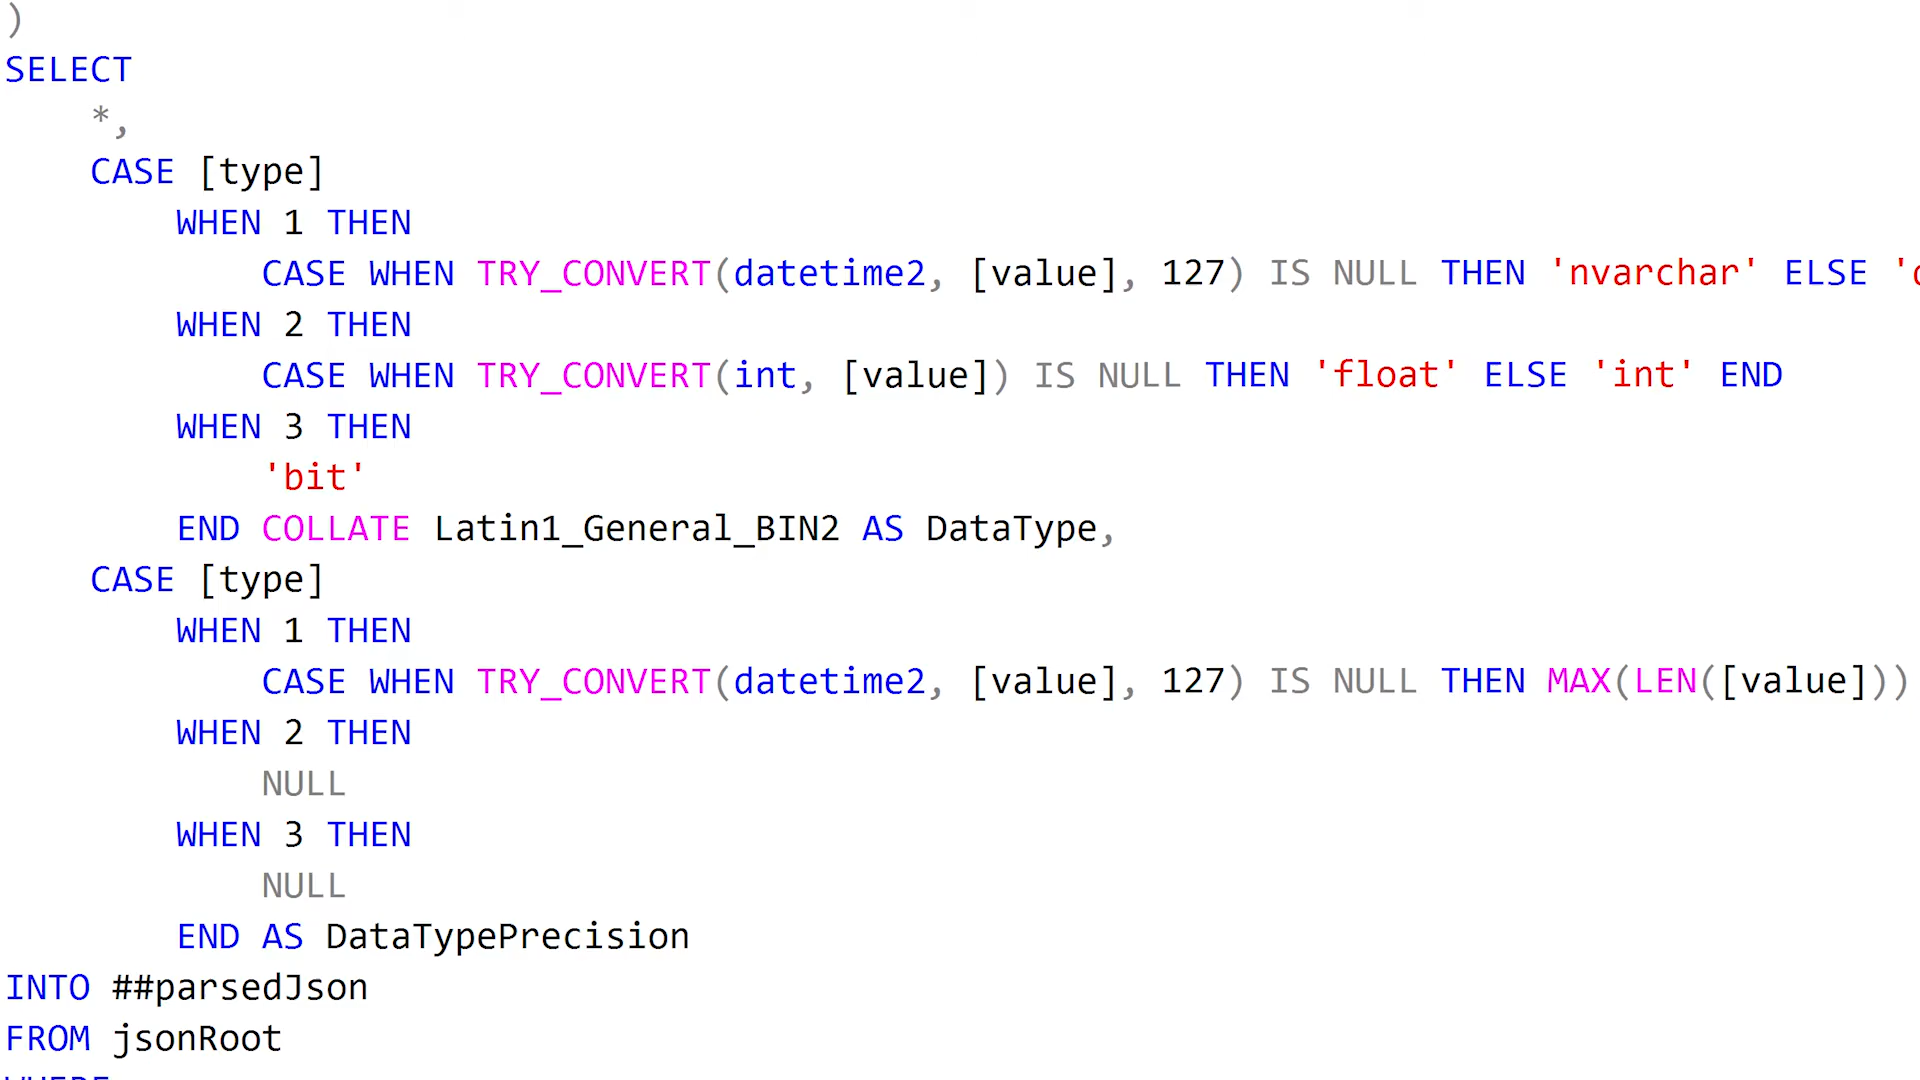 )
SELECT
*,
CASE [type]
WHEN 1 THEN
CASE WHEN TRY_CONVERT(datetime2, [value], 127) IS NULL THEN 'nvarchar' ELSE
WHEN 2 THEN
CASE WHEN TRY_CONVERT(int, [value]) IS NULL THEN 'float' ELSE 'int' END
WHEN 3 THEN
'bit'
END COLLATE Latin1_General_BIN2 AS DataType,
CASE [type]
WHEN 1 THEN
CASE WHEN TRY_CONVERT(datetime2, [value], 127) IS NULL THEN MAX(LEN([value]))
WHEN 2 THEN
NULL
WHEN 3 THEN
NULL
END AS DataTypePrecision
INTO ##parsedJson
FROM jsonRoot